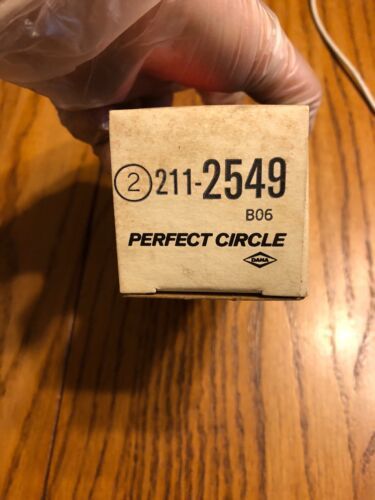 ② 211-2549
B06
PERFECT CIRCLE
DANA